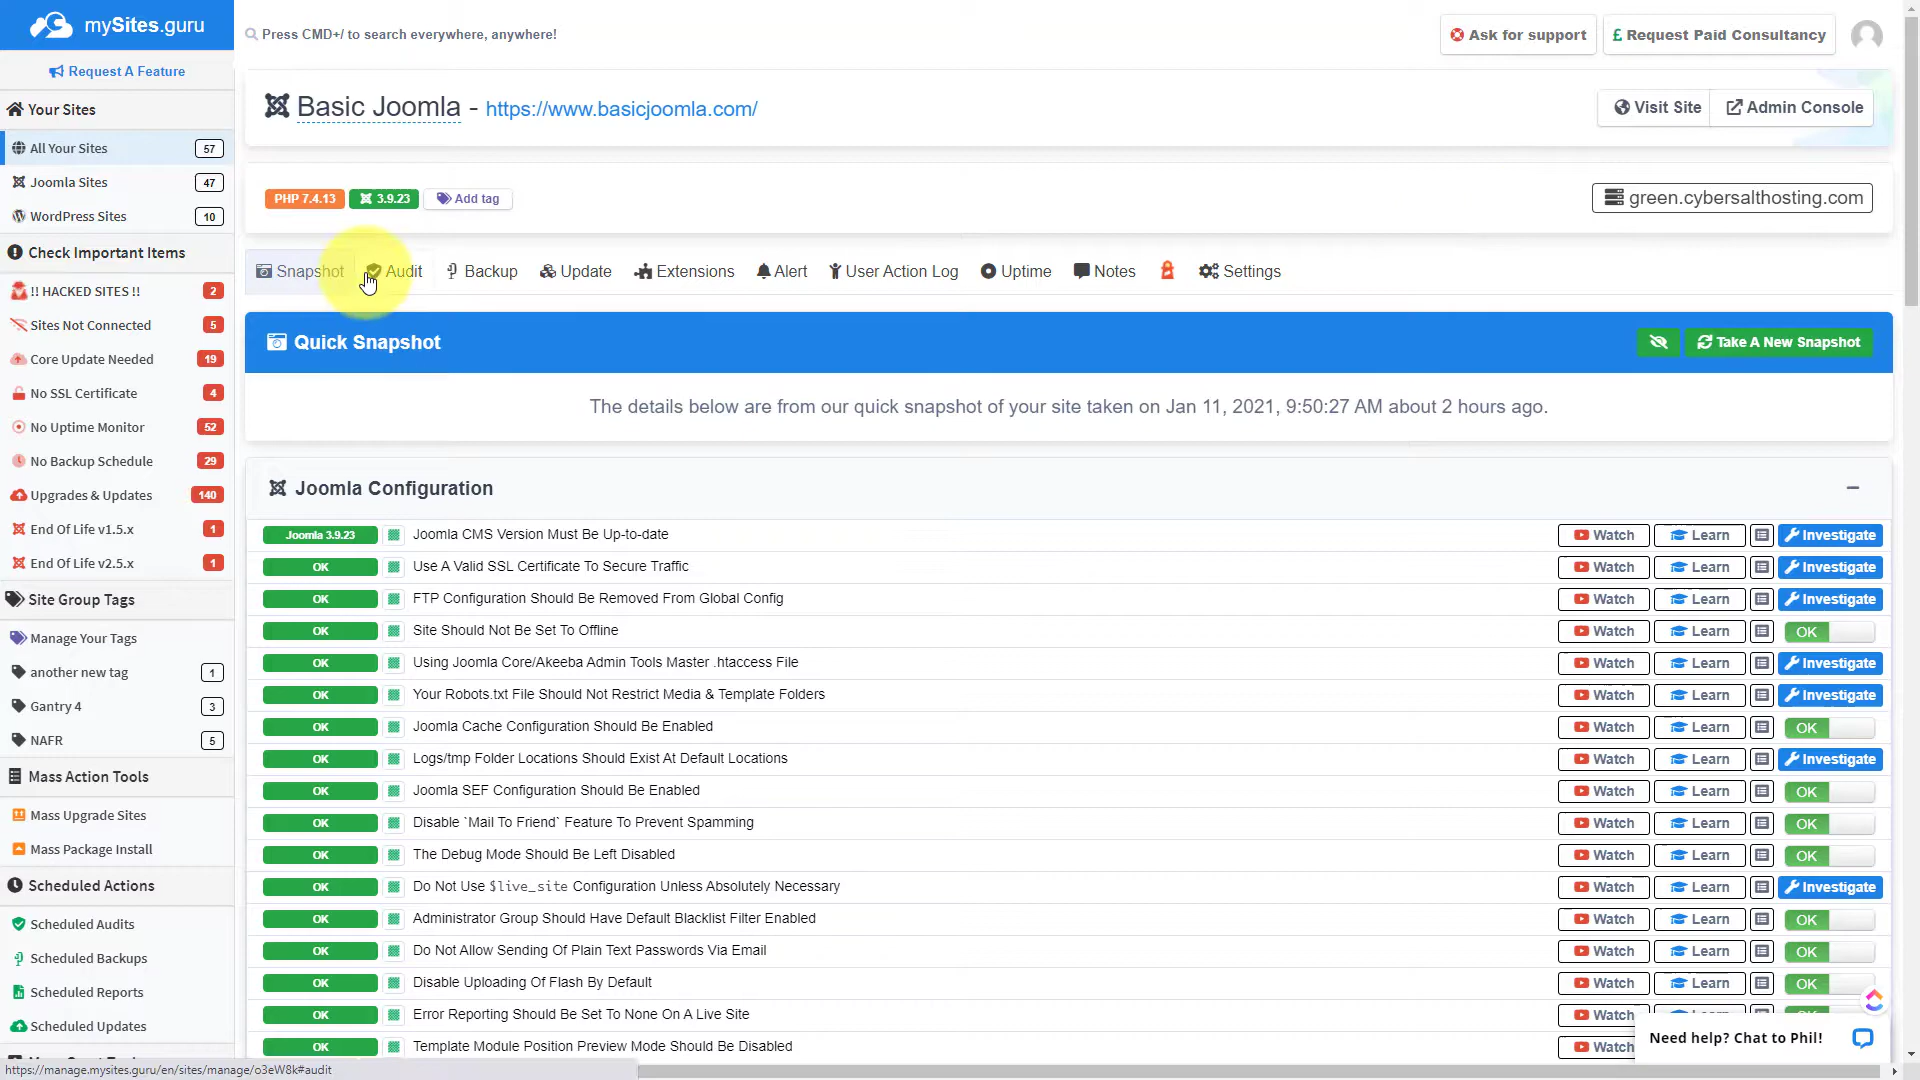 mySites.guru
Press CMD+/ to search everywhere, anywhere!
Ask for support
£ Request Paid Consultancy
Request A Feature
Your Sites
All Your Sites 57
Joomla Sites 47
WordPress Sites 10
Check Important Items
!! HACKED SITES !! 2
Sites Not Connected 5
Core Update Needed 19
No SSL Certificate 4
No Uptime Monitor 52
No Backup Schedule 29
Upgrades & Updates 140
End Of Life v1.5.x 1
End Of Life v2.5.x 1
Site Group Tags
Manage Your Tags
another new tag 1
Gantry 4 3
NAFR 5
Mass Action Tools
Mass Upgrade Sites
Mass Package Install
Scheduled Actions
Scheduled Audits
Scheduled Backups
Scheduled Reports
Scheduled Updates
Basic Joomla - https://www.basicjoomla.com/
Visit Site
Admin Console
PHP 7.4.13
3.9.23
Add tag
green.cybersalthosting.com
Snapshot Audit Backup Update Extensions Alert User Action Log Uptime Notes Settings
Quick Snapshot
Take A New Snapshot
The details below are from our quick snapshot of your site taken on Jan 11, 2021, 9:50:27 AM about 2 hours ago.
Joomla Configuration
Joomla 3.9.23 Joomla CMS Version Must Be Up-to-date Watch Learn Investigate
OK Use A Valid SSL Certificate To Secure Traffic Watch Learn Investigate
OK FTP Configuration Should Be Removed From Global Config Watch Learn Investigate
OK Site Should Not Be Set To Offline Watch Learn OK
OK Using Joomla Core/Akeeba Admin Tools Master .htaccess File Watch Learn Investigate
OK Your Robots.txt File Should Not Restrict Media & Template Folders Watch Learn Investigate
OK Joomla Cache Configuration Should Be Enabled Watch Learn OK
OK Logs/tmp Folder Locations Should Exist At Default Locations Watch Learn Investigate
OK Joomla SEF Configuration Should Be Enabled Watch Learn OK
OK Disable `Mail To Friend` Feature To Prevent Spamming Watch Learn OK
OK The Debug Mode Should Be Left Disabled Watch Learn OK
OK Do Not Use $live_site Configuration Unless Absolutely Necessary Watch Learn Investigate
OK Administrator Group Should Have Default Blacklist Filter Enabled Watch Learn OK
OK Do Not Allow Sending Of Plain Text Passwords Via Email Watch Learn OK
OK Disable Uploading Of Flash By Default Watch Learn OK
OK Error Reporting Should Be Set To None On A Live Site Watch
OK Template Module Position Preview Mode Should Be Disabled Watch
Need help? Chat to Phil!
https://manage.mysites.guru/en/sites/manage/o3eW8k#audit